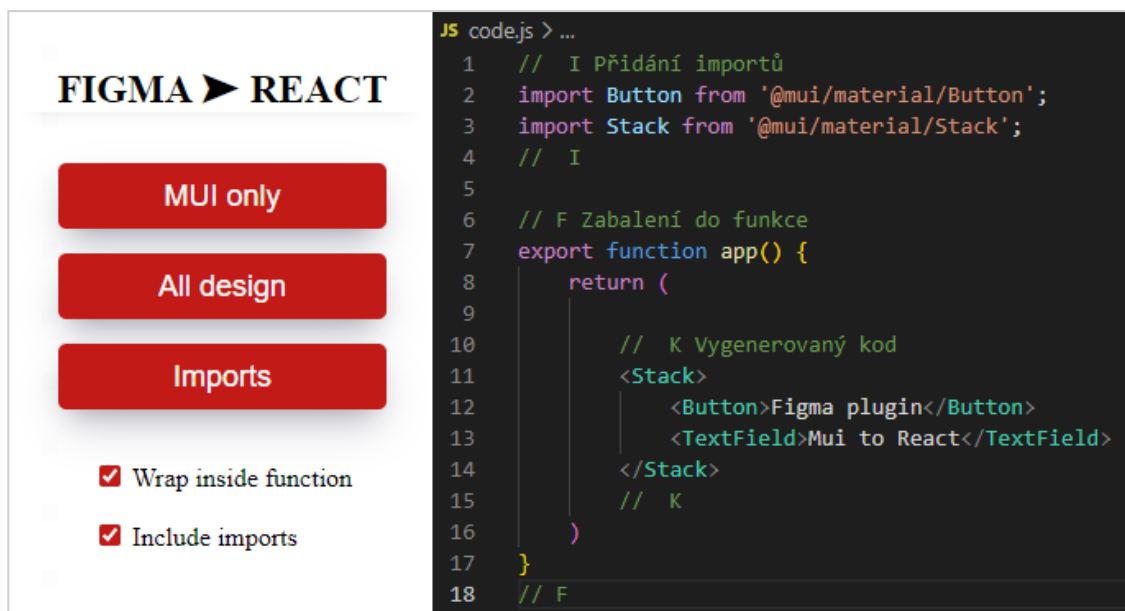 FIGMA ➤ REACT
MUI only
All design
Imports
Wrap inside function
Include imports
JS code.js > ...
1 // I Přidání importů
2 import Button from '@mui/material/Button';
3 import Stack from '@mui/material/Stack';
4 // I
5
6 // F Zabalení do funkce
7 export function app() {
8 return (
9
10 // K Vygenerovaný kod
11 <Stack>
12 <Button>Figma plugin</Button>
13 <TextField>Mui to React</TextField>
14 </Stack>
15 // K
16 )
17 }
18 // F